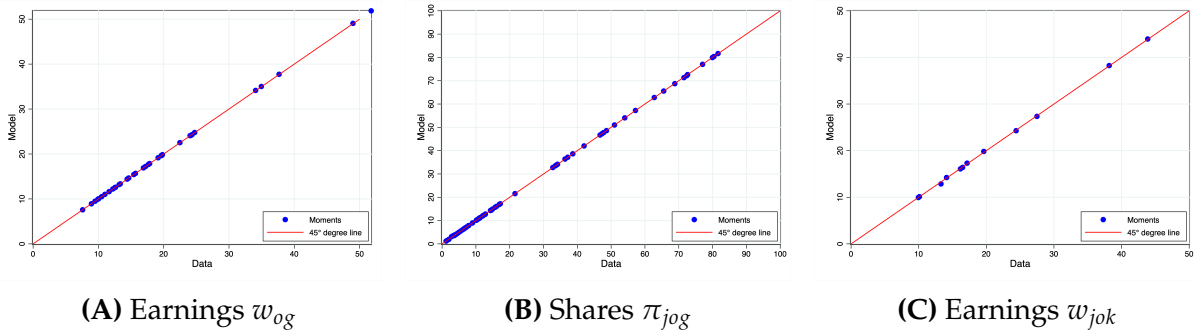 50
40
30
20
10
0
Model
0 10 20 30 40 50
Data
Moments
45° degree line
(A) Earnings w_og
100
90
80
70
60
50
40
30
20
10
0
Model
0 10 20 30 40 50 60 70 80 90 100
Data
Moments
45° degree line
(B) Shares π_jog
50
40
30
20
10
0
Model
0 10 20 30 40 50
Data
Moments
45° degree line
(C) Earnings w_jok